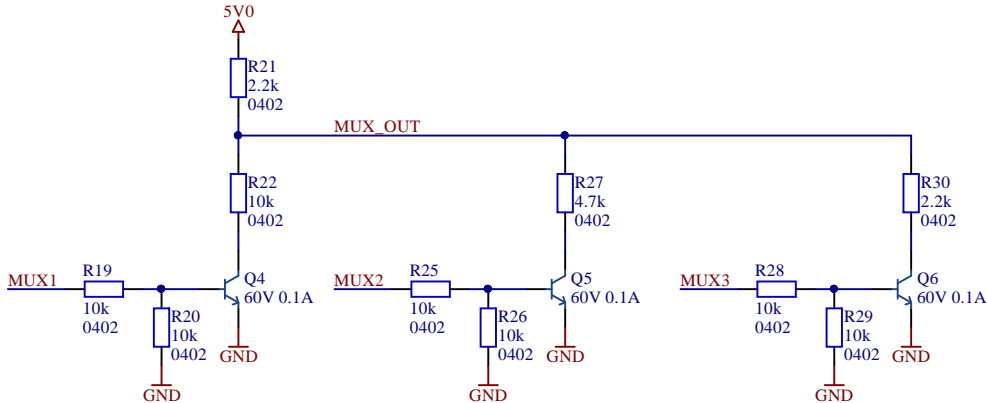 5V0
R21
2.2k
0402
MUX_OUT
R22
10k
0402
R27
4.7k
0402
R30
2.2k
0402
MUX1
R19
10k
0402
R20
10k
0402
Q4
60V 0.1A
GND
GND
MUX2
R25
10k
0402
R26
10k
0402
Q5
60V 0.1A
GND
GND
MUX3
R28
10k
0402
R29
10k
0402
Q6
60V 0.1A
GND
GND